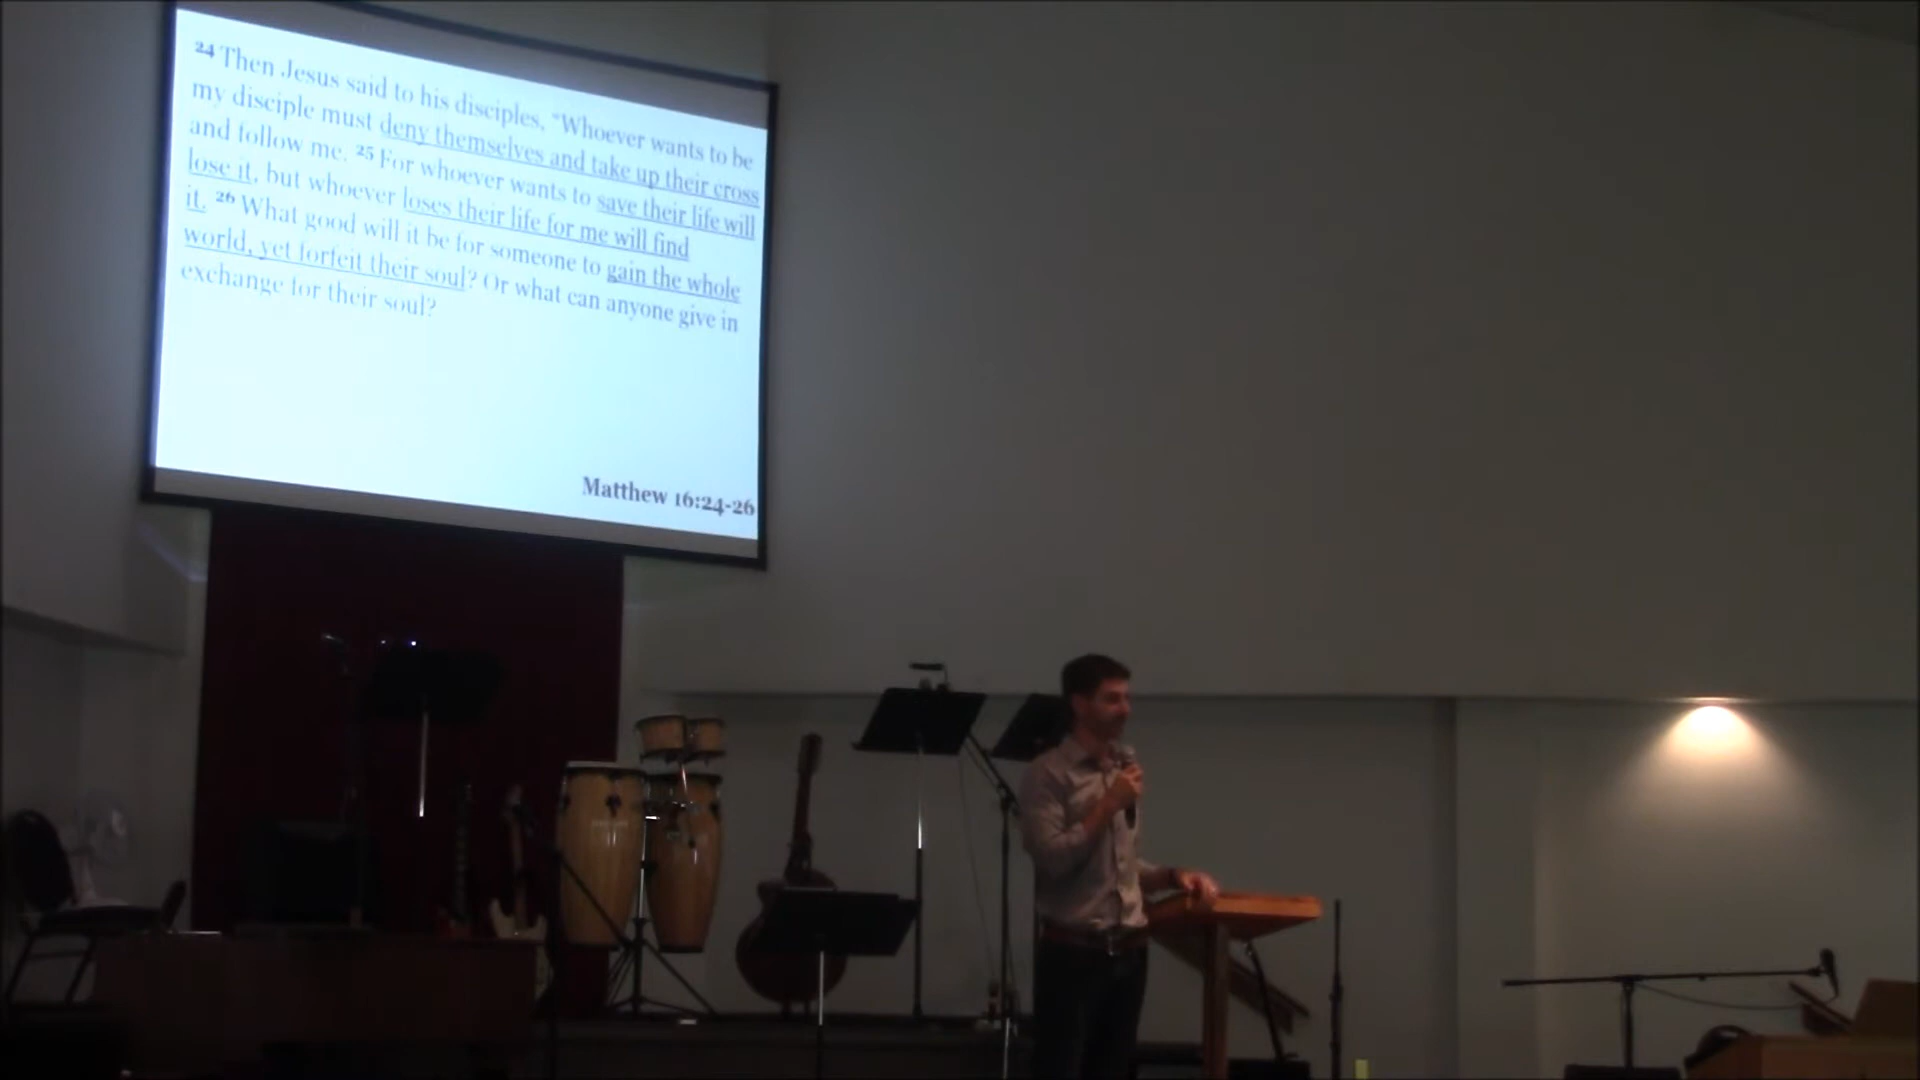 24 Then Jesus said to his disciples, “Whoever wants to be
my disciple must deny themselves and take up their cross
and follow me. 25 For whoever wants to save their life will
lose it, but whoever loses their life for me will find
it. 26 What good will it be for someone to gain the whole
world, yet forfeit their soul? Or what can anyone give in
exchange for their soul?
Matthew 16:24-26